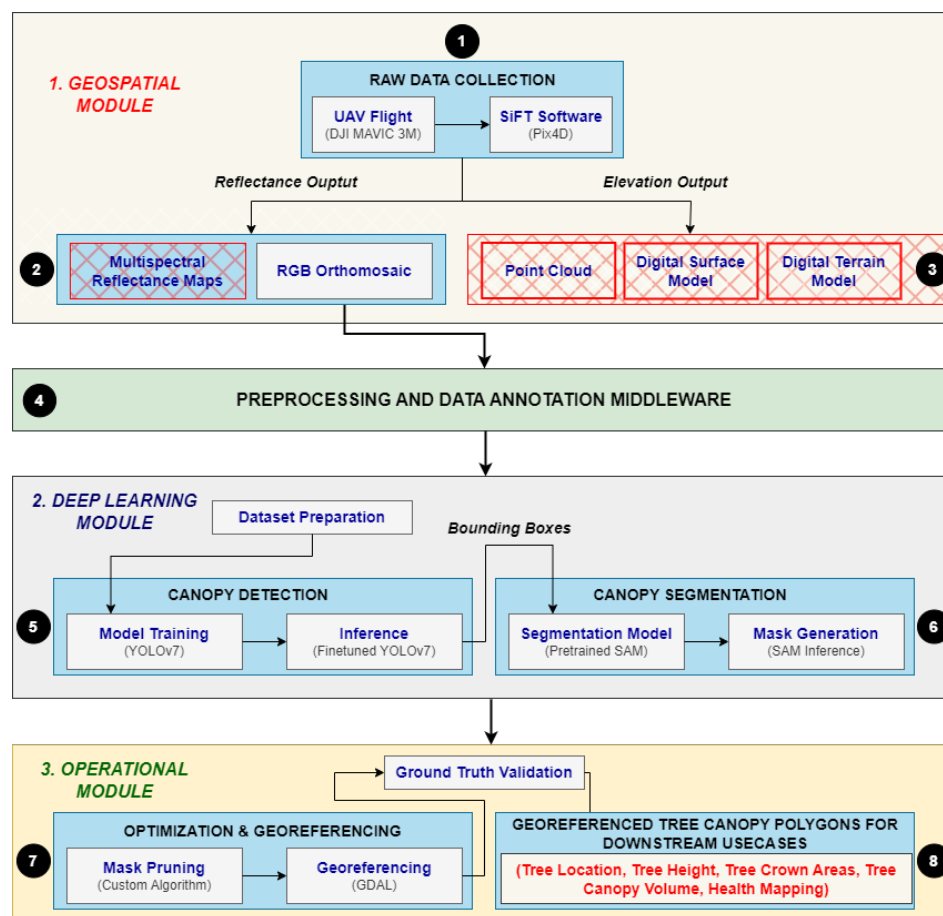 1
1. GEOSPATIAL
MODULE
RAW DATA COLLECTION
UAV Flight
(DJI MAVIC 3M)
SiFT Software
(Pix4D)
Reflectance Ouptut
Elevation Output
2
Multispectral
Reflectance Maps
RGB Orthomosaic
Point Cloud
Digital Surface
Model
Digital Terrain
Model
3
4
PREPROCESSING AND DATA ANNOTATION MIDDLEWARE
2. DEEP LEARNING
MODULE
Dataset Preparation
Bounding Boxes
5
CANOPY DETECTION
Model Training
(YOLOv7)
Inference
(Finetuned YOLOv7)
CANOPY SEGMENTATION
Segmentation Model
(Pretrained SAM)
Mask Generation
(SAM Inference)
6
3. OPERATIONAL
MODULE
Ground Truth Validation
7
OPTIMIZATION & GEOREFERENCING
Mask Pruning
(Custom Algorithm)
Georeferencing
(GDAL)
GEOREFERENCED TREE CANOPY POLYGONS FOR
DOWNSTREAM USECASES
(Tree Location, Tree Height, Tree Crown Areas, Tree
Canopy Volume, Health Mapping)
8